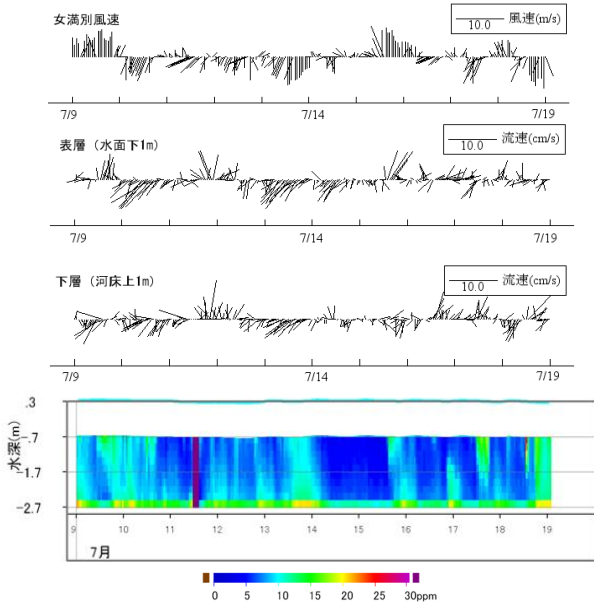 女満別風速
10.0 風速(m/s)
7/9 7/14 7/19
表層(水面下1m)
10.0 流速(cm/s)
7/9 7/14 7/19
下層(河床上1m)
10.0 流速(cm/s)
7/9 7/14 7/19
水深(m)
.3
-.7
-1.7
-2.7
9 10 11 12 13 14 15 16 17 18 19
7月
0 5 10 15 20 25 30ppm